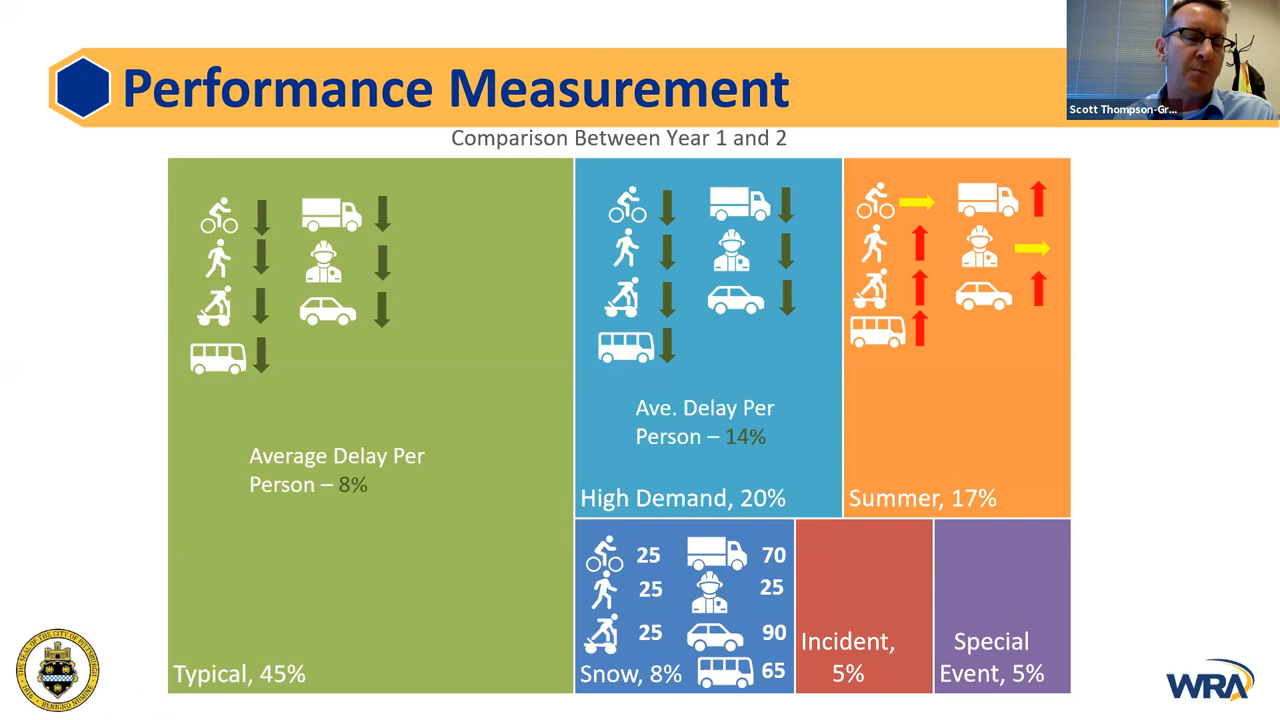 Performance Measurement
Scott Thompson-Gr...
Comparison Between Year 1 and 2
Average Delay Per
Person – 8%
Typical, 45%
Ave. Delay Per
Person – 14%
High Demand, 20%
Summer, 17%
25 70
25 25
25 90
65
Snow, 8%
Incident,
5%
Special
Event, 5%
WRA